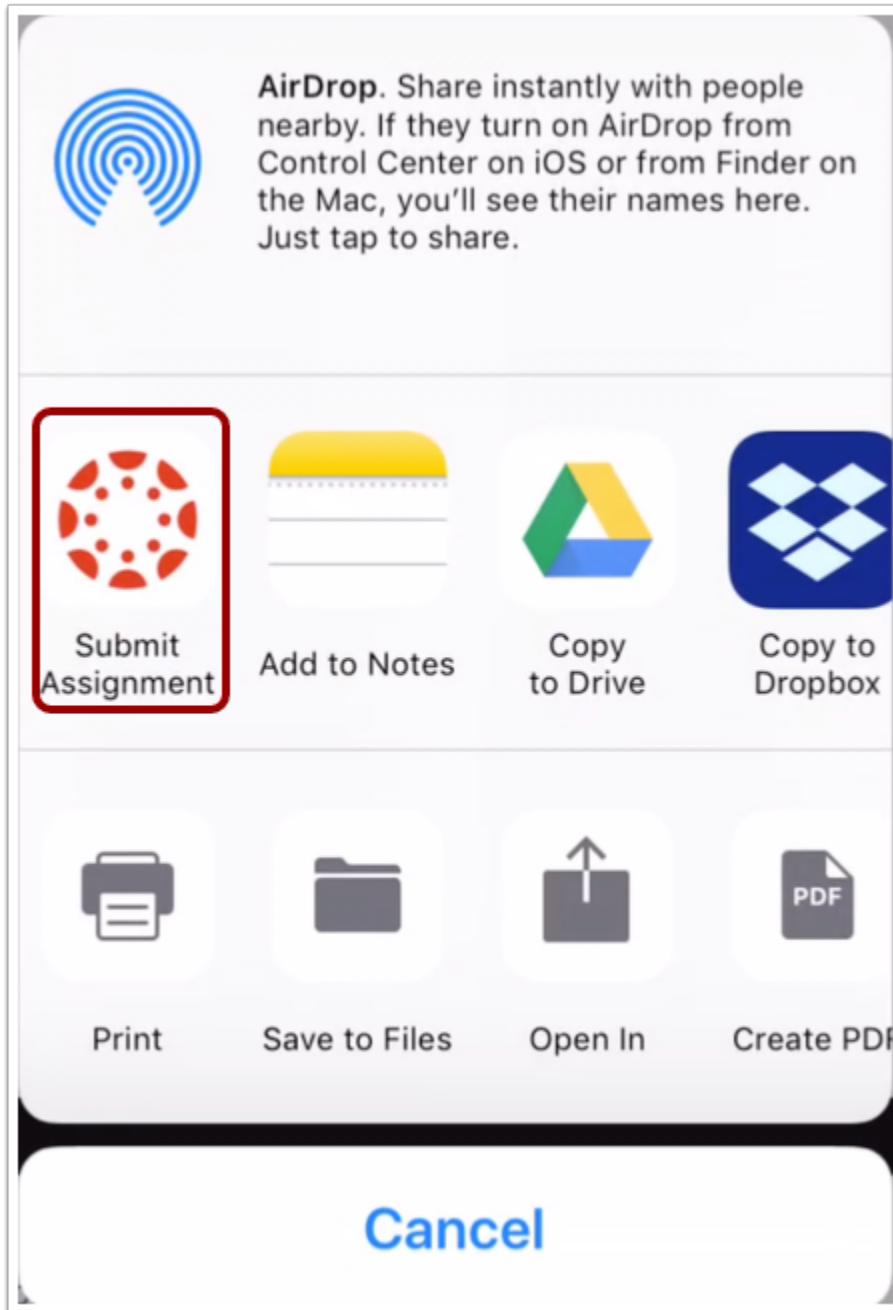 AirDrop. Share instantly with people
nearby. If they turn on AirDrop from
Control Center on iOS or from Finder on
the Mac, you'll see their names here.
Just tap to share.
Submit
Assignment
Add to Notes
Copy
to Drive
Copy to
Dropbox
PDF
Print
Save to Files
Open In
Create PDF
Cancel